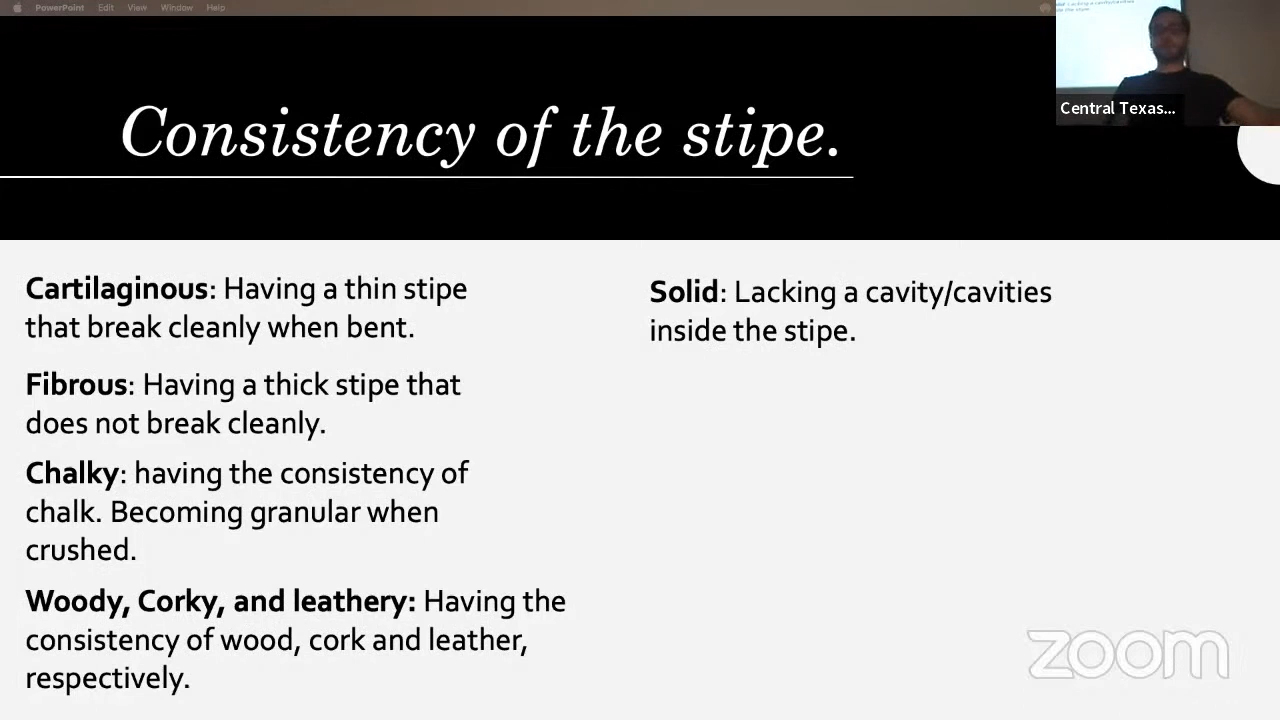 PowerPoint Edit View Window Help
Consistency of the stipe.
Central Texas...
Cartilaginous: Having a thin stipe
that break cleanly when bent.
Fibrous: Having a thick stipe that
does not break cleanly.
Chalky: having the consistency of
chalk. Becoming granular when
crushed.
Woody, Corky, and leathery: Having the
consistency of wood, cork and leather,
respectively.
Solid: Lacking a cavity/cavities
inside the stipe.
zoom